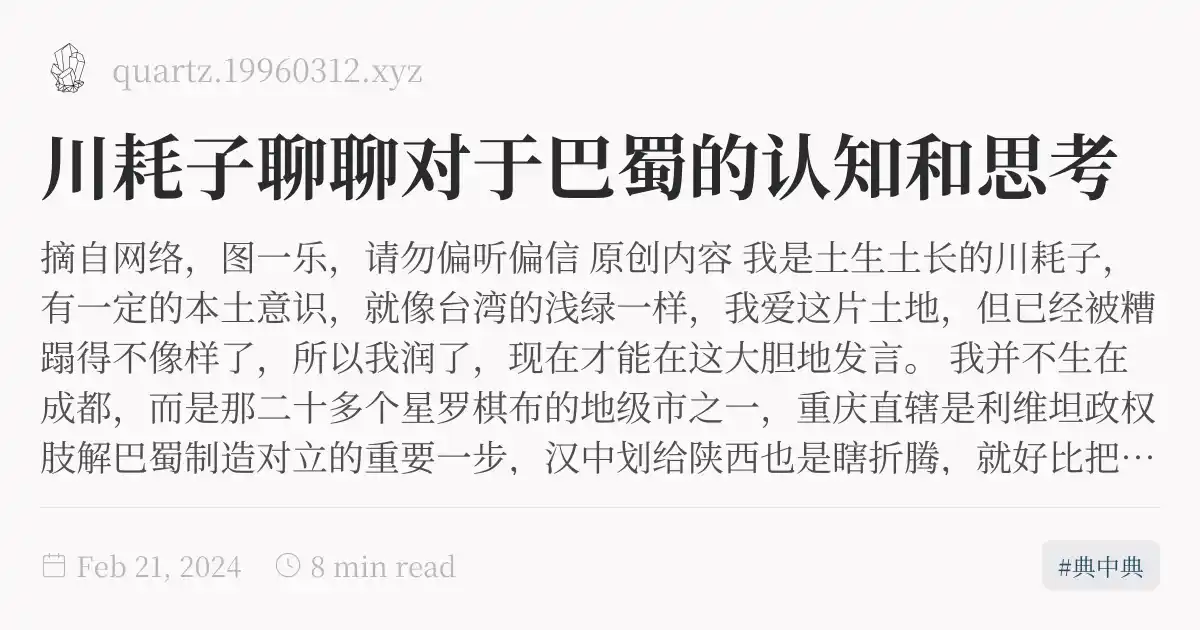 quartz.19960312.xyz
川耗子聊聊对于巴蜀的认知和思考
摘自网络，图一乐，请勿偏听偏信 原创内容 我是土生土长的川耗子，
有一定的本土意识，就像台湾的浅绿一样，我爱这片土地，但已经被糟
蹋得不像样了，所以我润了，现在才能在这大胆地发言。 我并不生在
成都，而是那二十多个星罗棋布的地级市之一，重庆直辖是利维坦政权
肢解巴蜀制造对立的重要一步，汉中划给陕西也是瞎折腾，就好比把…
Feb 21, 2024
8 min read
#典中典